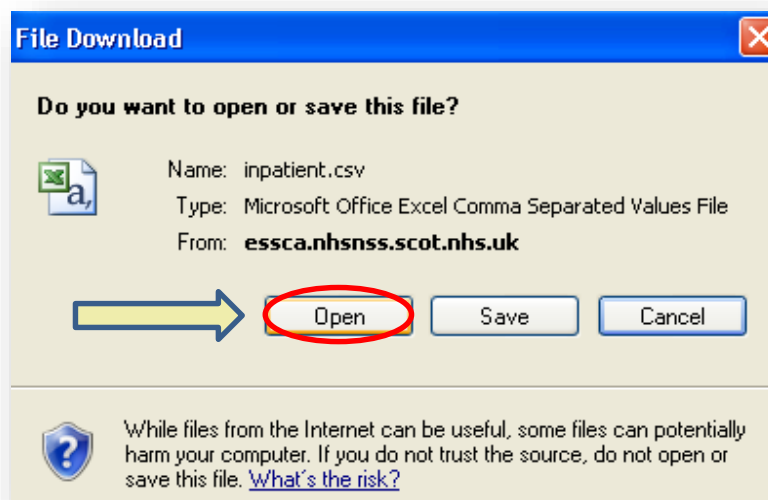 File Download
Do you want to open or save this file?
Name: inpatient.csv
Type: Microsoft Office Excel Comma Separated Values File
From: essca.nhsnss.scot.nhs.uk
Open Save Cancel
While files from the Internet can be useful, some files can potentially
harm your computer. If you do not trust the source, do not open or
save this file. What's the risk?